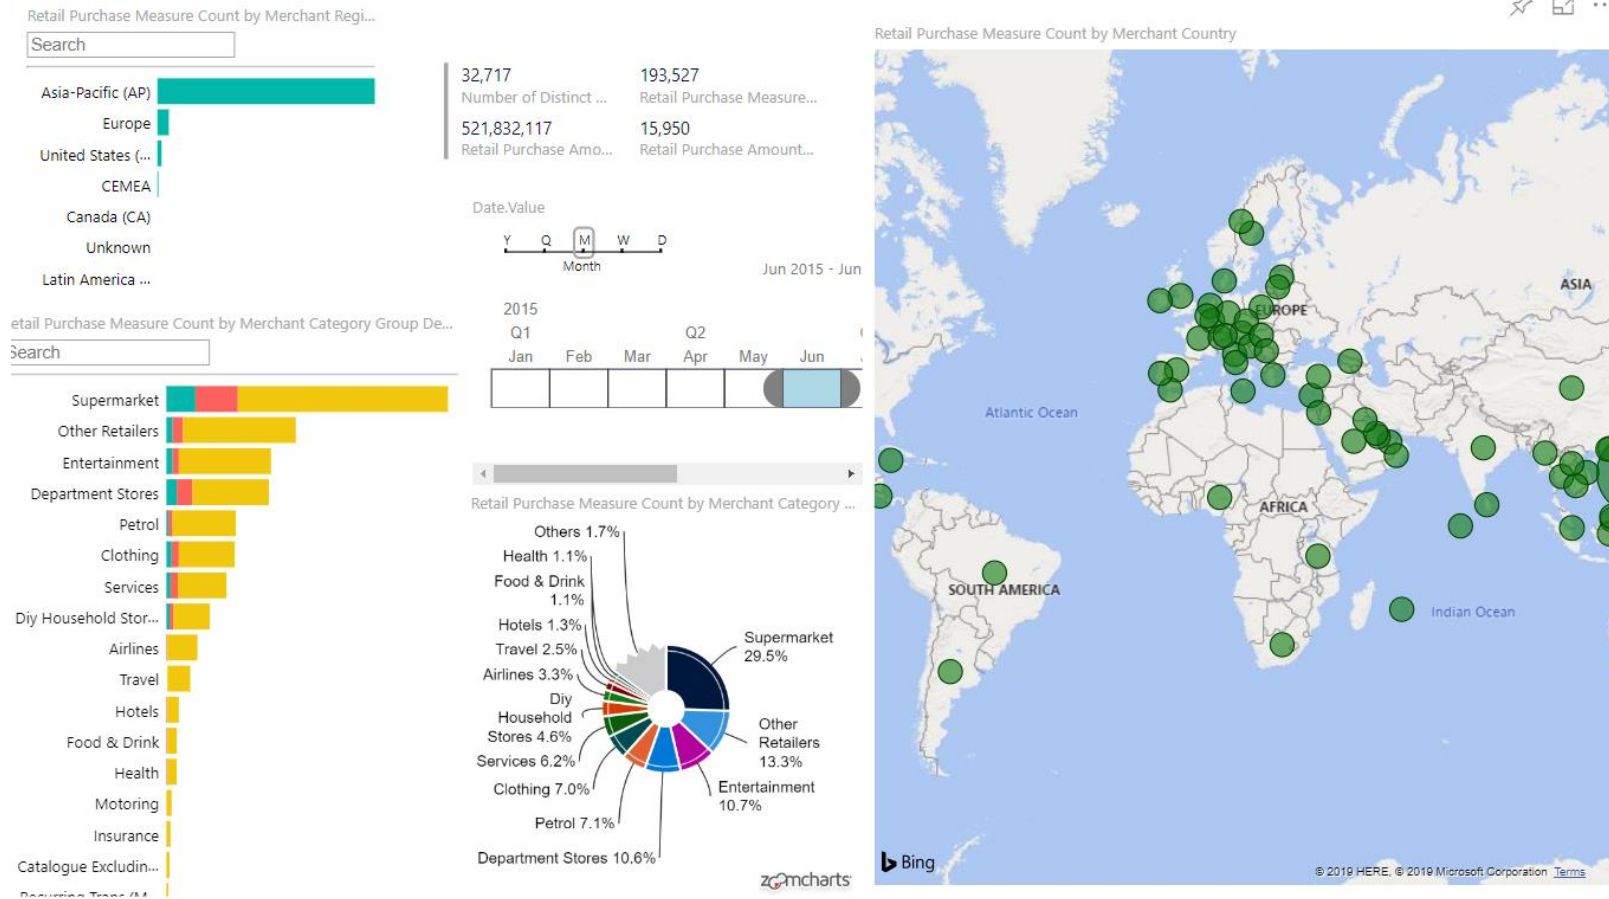 Retail Purchase Measure Count by Merchant Regi...
Search
Asia-Pacific (AP)
Europe
United States (...
CEMEA
Canada (CA)
Unknown
Latin America ...
32,717
Number of Distinct ...
193,527
Retail Purchase Measure...
521,832,117
Retail Purchase Amo...
15,950
Retail Purchase Amount...
Date.Value
Y Q M W D
Month
Jun 2015 - Jun
2015
Q1 Q2
Jan Feb Mar Apr May Jun
etail Purchase Measure Count by Merchant Category Group De...
Search
Supermarket
Other Retailers
Entertainment
Department Stores
Petrol
Clothing
Services
Diy Household Stor...
Airlines
Travel
Hotels
Food & Drink
Health
Motoring
Insurance
Catalogue Excludin...
Retail Purchase Measure Count by Merchant Category ...
Others 1.7%
Health 1.1%
Food & Drink
1.1%
Hotels 1.3%
Travel 2.5%
Airlines 3.3%
Diy
Household
Stores 4.6%
Services 6.2%
Clothing 7.0%
Petrol 7.1%
Department Stores 10.6%
Supermarket
29.5%
Other
Retailers
13.3%
Entertainment
10.7%
zoomcharts
Retail Purchase Measure Count by Merchant Country
ASIA
EUROPE
Atlantic Ocean
AFRICA
SOUTH AMERICA
Indian Ocean
Bing
© 2019 HERE, © 2019 Microsoft Corporation Terms